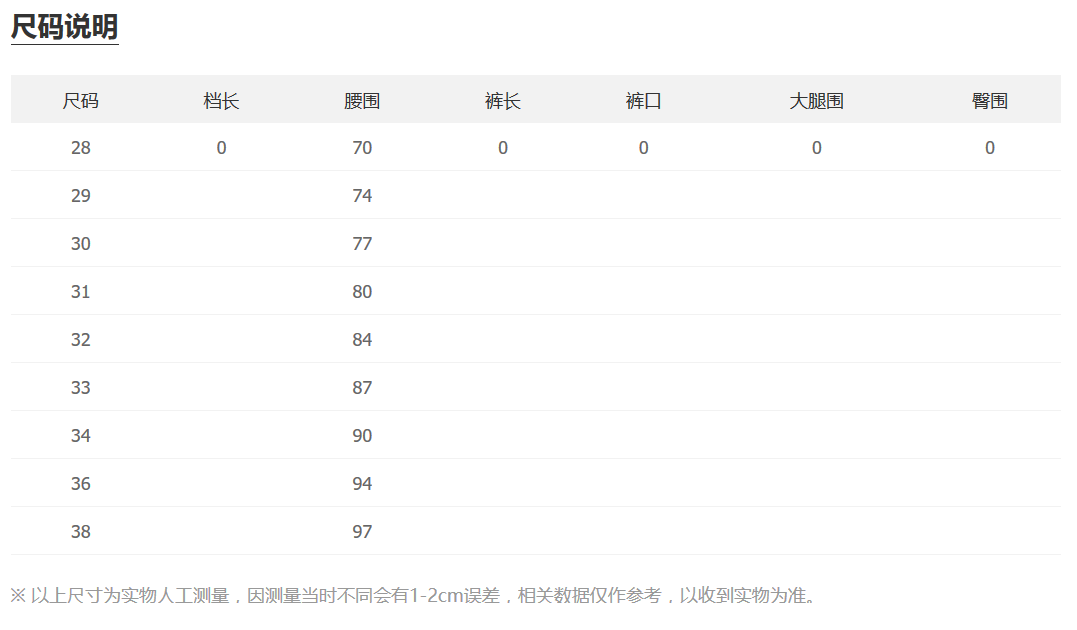 尺码说明
尺码 档长 腰围 裤长 裤口 大腿围 臀围
28 0 70 0 0 0 0
29 74
30 77
31 80
32 84
33 87
34 90
36 94
38 97
※ 以上尺寸为实物人工测量，因测量当时不同会有1-2cm误差，相关数据仅作参考，以收到实物为准。